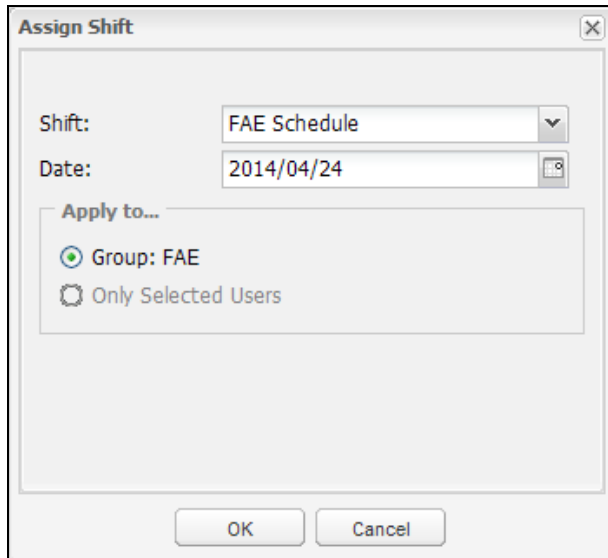 Assign Shift
Shift: FAE Schedule
Date: 2014/04/24
Apply to...
Group: FAE
Only Selected Users
OK Cancel